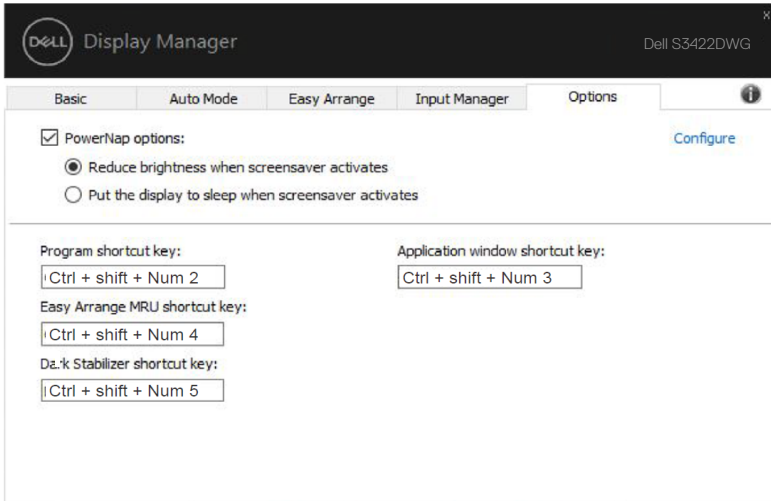 x
DELL Display Manager
Dell S3422DWG
Basic Auto Mode Easy Arrange Input Manager Options i
PowerNap options: Configure
Reduce brightness when screensaver activates
Put the display to sleep when screensaver activates
Program shortcut key: Application window shortcut key:
Ctrl + shift + Num 2 Ctrl + shift + Num 3
Easy Arrange MRU shortcut key:
Ctrl + shift + Num 4
Dark Stabilizer shortcut key:
Ctrl + shift + Num 5